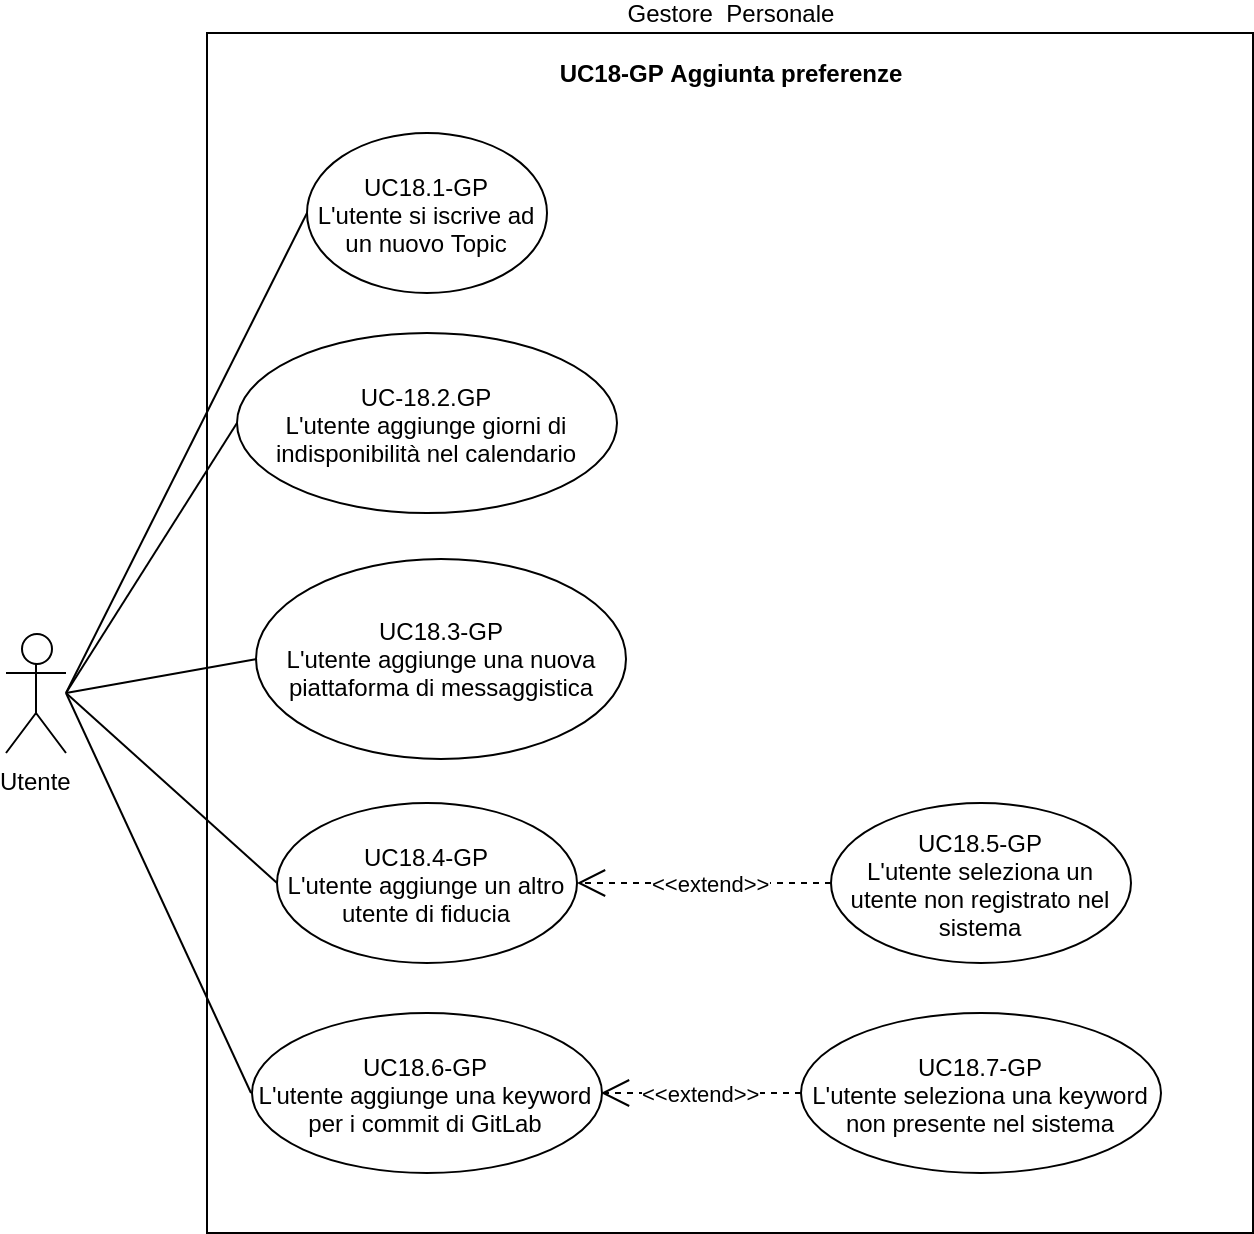 Gestore  Personale
UC18-GP Aggiunta preferenze
UC18.1-GP
L'utente si iscrive ad
un nuovo Topic
UC-18.2.GP
L'utente aggiunge giorni di
indisponibilità nel calendario
UC18.3-GP
L'utente aggiunge una nuova
piattaforma di messaggistica
Utente
UC18.4-GP
L'utente aggiunge un altro
utente di fiducia
<<extend>>
UC18.5-GP
L'utente seleziona un
utente non registrato nel
sistema
UC18.6-GP
L'utente aggiunge una keyword
per i commit di GitLab
<<extend>>
UC18.7-GP
L'utente seleziona una keyword
non presente nel sistema